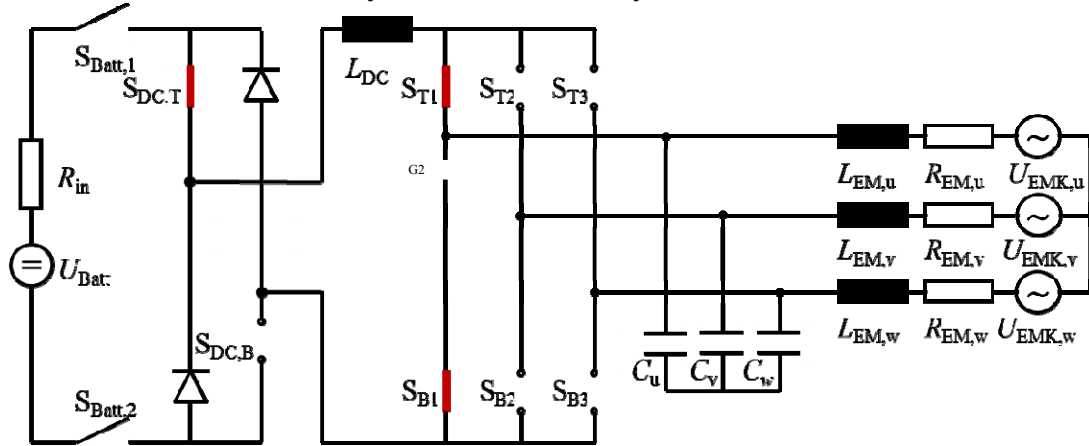 S_Batt,1
S_DC,T
L_DC
S_T1
S_T2
S_T3
G2
R_in
U_Batt
=
S_DC,B
S_Batt,2
S_B1
S_B2
S_B3
C_u
C_v
C_w
L_EM,u
R_EM,u
U_EMK,u
~
L_EM,v
R_EM,v
U_EMK,v
~
L_EM,w
R_EM,w
U_EMK,w
~